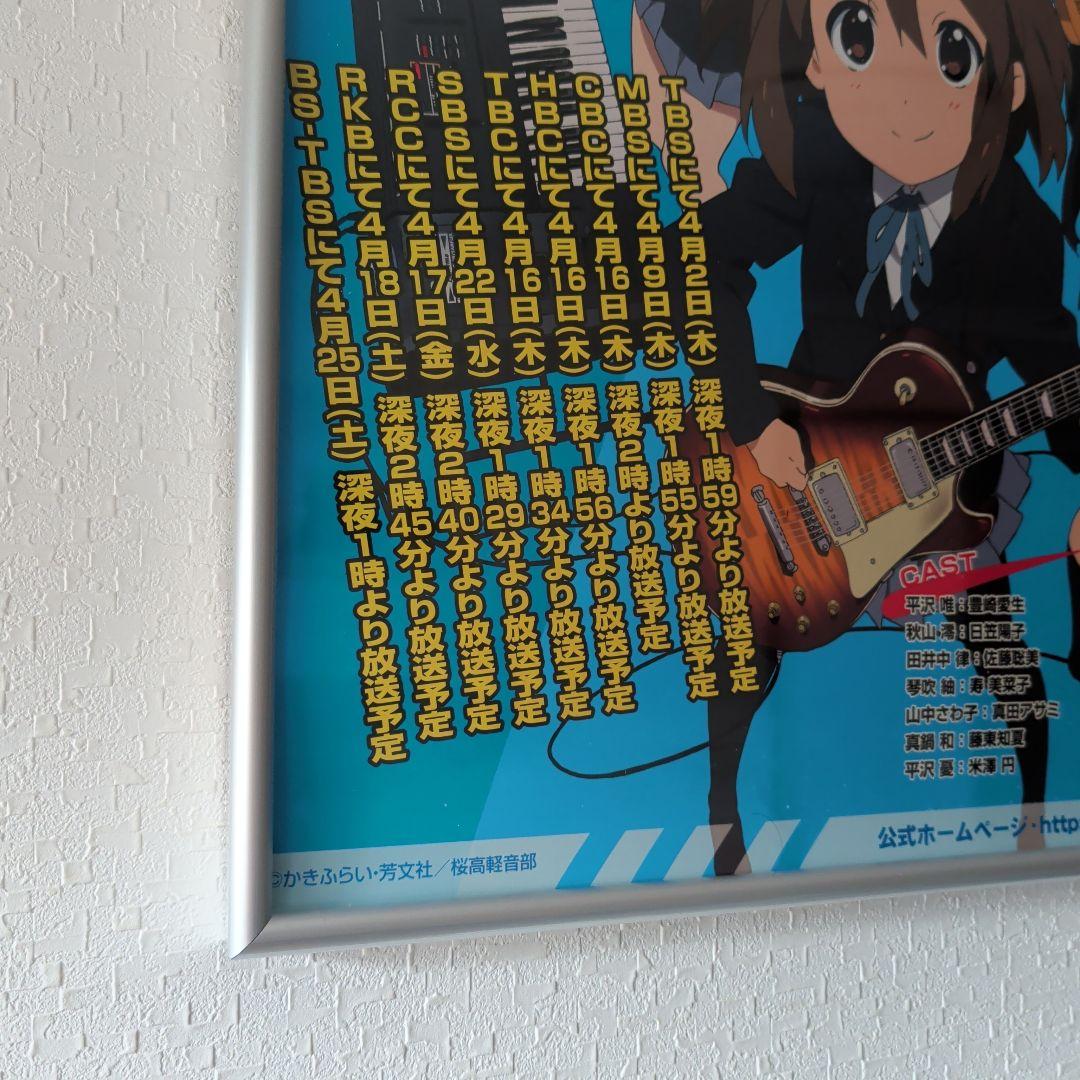 TBSにて4月2日(木) 深夜1時59分より放送予定
MBSにて4月9日(木) 深夜1時55分より放送予定
CBCにて4月16日(木) 深夜2時より放送予定
HBCにて4月16日(木) 深夜1時56分より放送予定
TBCにて4月16日(木) 深夜1時34分より放送予定
SBSにて4月22日(水) 深夜1時29分より放送予定
RCCにて4月17日(金) 深夜2時40分より放送予定
RKBにて4月18日(土) 深夜2時45分より放送予定
BS-TBSにて4月25日(土) 深夜1時より放送予定
CAST
平沢 唯：豊崎愛生
秋山 澪：日笠陽子
田井中 律：佐藤聡美
琴吹 紬：寿 美菜子
山中さわ子：真田アサミ
真鍋 和：藤東知夏
平沢 憂：米澤 円
公式ホームページ・http
©かきふらい・芳文社／桜高軽音部